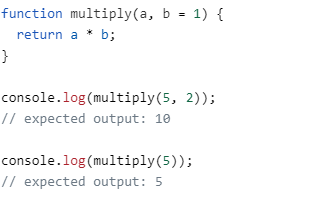 function multiply(a, b = 1) {
  return a * b;
}
console.log(multiply(5, 2));
// expected output: 10
console.log(multiply(5));
// expected output: 5